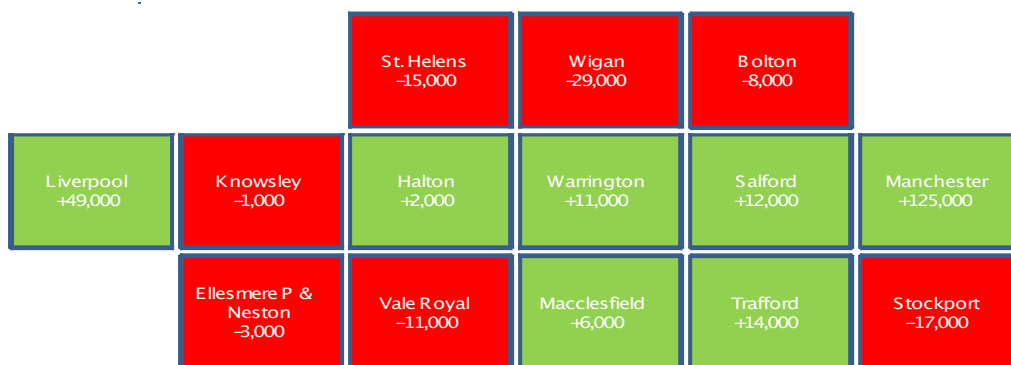 St. Helens
-15,000
Wigan
-29,000
Bolton
-8,000
Liverpool
+49,000
Knowsley
-1,000
Halton
+2,000
Warrington
+11,000
Salford
+12,000
Manchester
+125,000
Ellesmere P &
Neston
-3,000
Vale Royal
-11,000
Macclesfield
+6,000
Trafford
+14,000
Stockport
-17,000